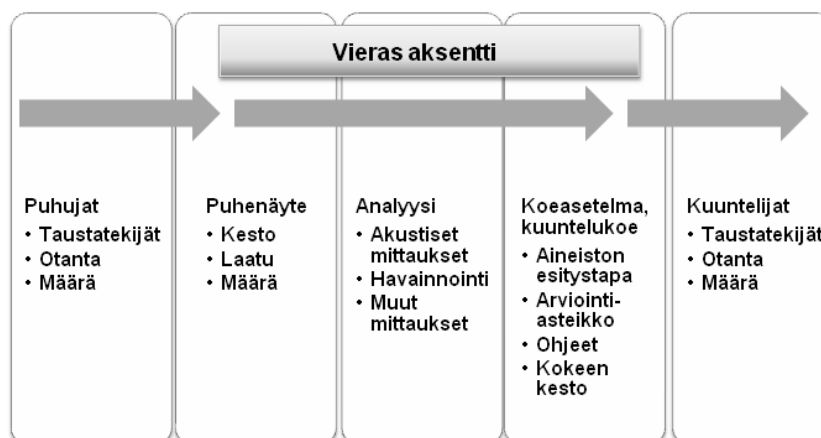 Vieras aksentti
Puhujat
• Taustatekijät
• Otanta
• Määrä
Puhenäyte
• Kesto
• Laatu
• Määrä
Analyysi
• Akustiset
mittaukset
• Havainnointi
• Muut
mittaukset
Koeasetelma,
kuuntelukoe
• Aineiston
esitystapa
• Arviointi-
asteikko
• Ohjeet
• Kokeen
kesto
Kuuntelijat
• Taustatekijät
• Otanta
• Määrä